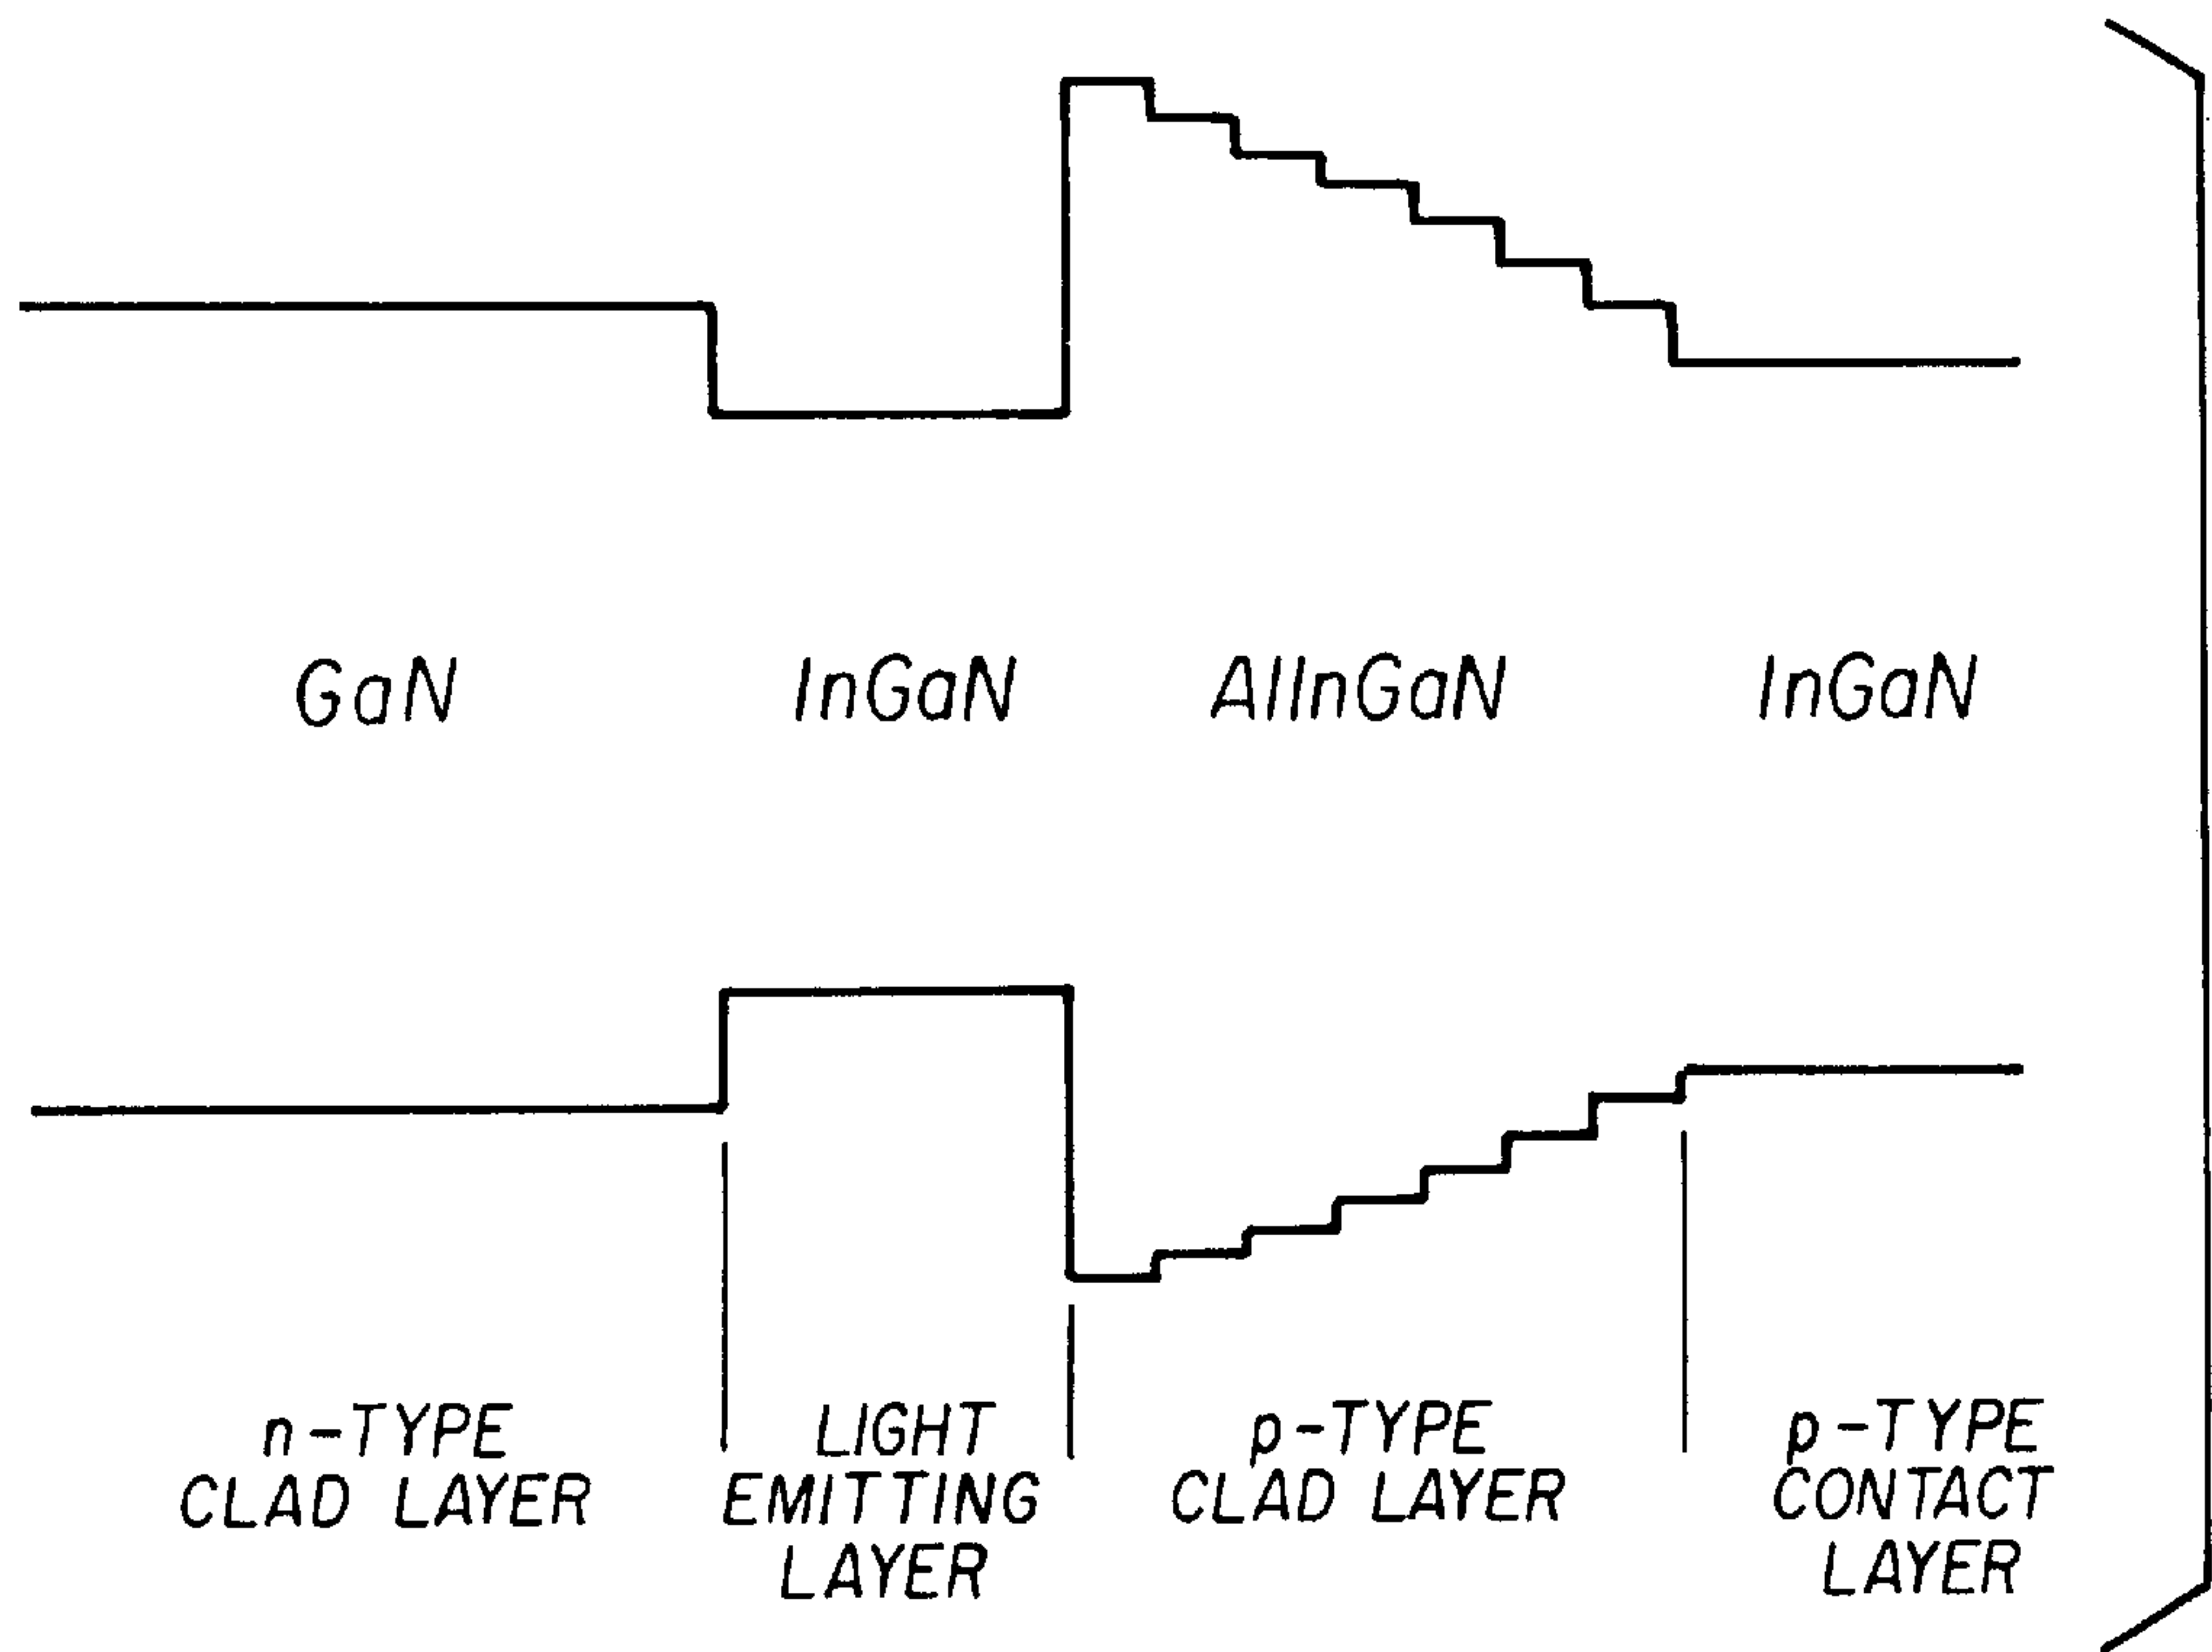 GaN InGaN AlInGaN InGaN
n-TYPE
CLAD LAYER
LIGHT
EMITTING
LAYER
p-TYPE
CLAD LAYER
p-TYPE
CONTACT
LAYER